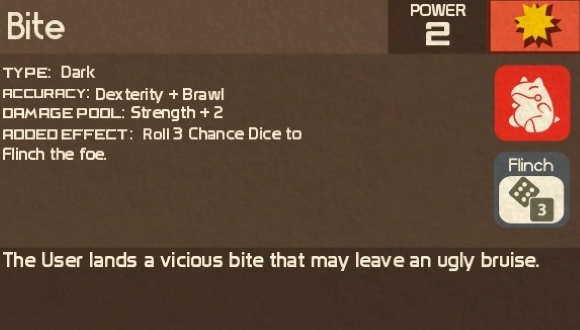 Bite
POWER
2
TYPE: Dark
ACCURACY: Dexterity + Brawl
DAMAGE POOL: Strength + 2
ADDED EFFECT: Roll 3 Chance Dice to
Flinch the foe.
Flinch
3
The User lands a vicious bite that may leave an ugly bruise.